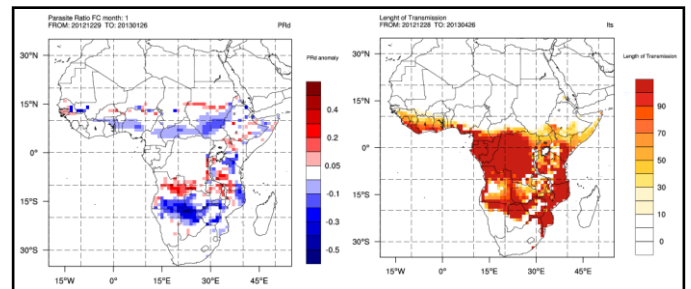 Parasite Ratio FC month: 1
FROM: 20121229 TO: 20130126 PRd
30°N
15°N
0°
15°S
30°S
15°W 0° 15°E 30°E 45°E
PRd anomaly
0.4
0.2
0.05
-0.1
-0.3
-0.5
Lenght of Transmission
FROM: 20121228 TO: 20130426 lts
30°N
15°N
0°
15°S
30°S
15°W 0° 15°E 30°E 45°E
Length of Transmission
90
70
50
30
10
0